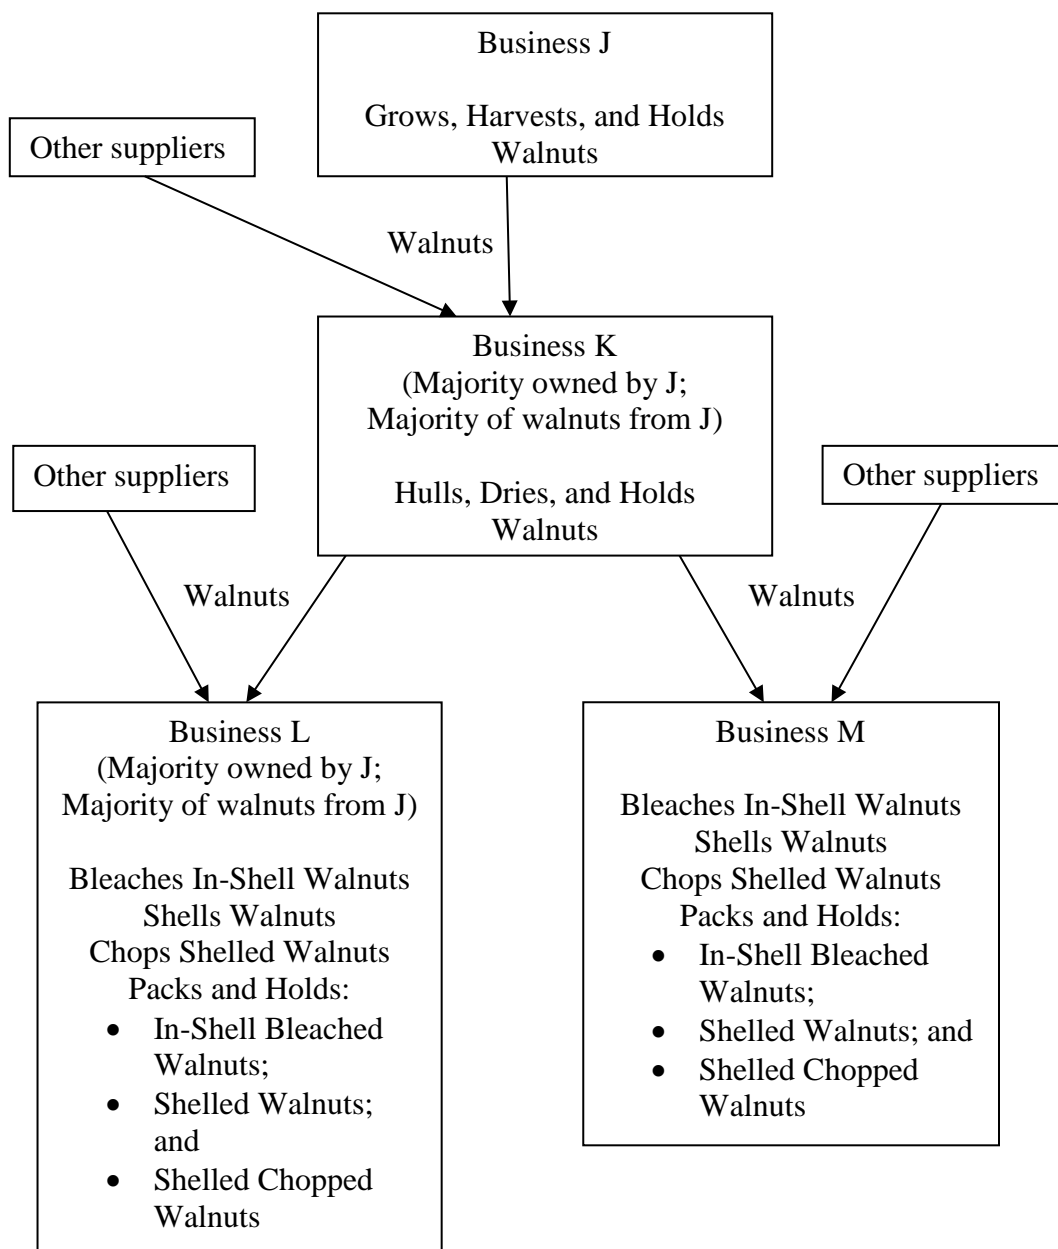 Business J
Grows, Harvests, and Holds
Walnuts
Other suppliers
Walnuts
Business K
(Majority owned by J;
Majority of walnuts from J)
Hulls, Dries, and Holds
Walnuts
Other suppliers
Other suppliers
Walnuts
Walnuts
Business L
(Majority owned by J;
Majority of walnuts from J)
Bleaches In-Shell Walnuts
Shells Walnuts
Chops Shelled Walnuts
Packs and Holds:
• In-Shell Bleached
Walnuts;
• Shelled Walnuts;
and
• Shelled Chopped
Walnuts
Business M
Bleaches In-Shell Walnuts
Shells Walnuts
Chops Shelled Walnuts
Packs and Holds:
• In-Shell Bleached
Walnuts;
• Shelled Walnuts; and
• Shelled Chopped
Walnuts